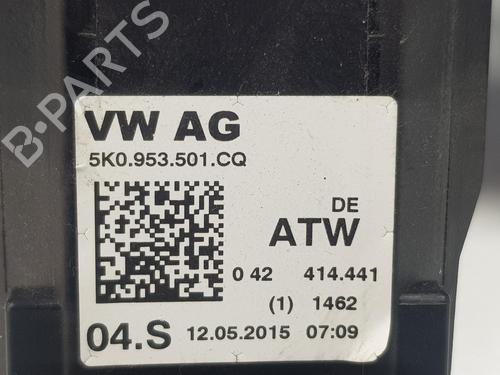 B-PARTS
VW AG
5K0.953.501.CQ
DE
ATW
0 42 414.441
(1) 1462
04.S 12.05.2015 07:09